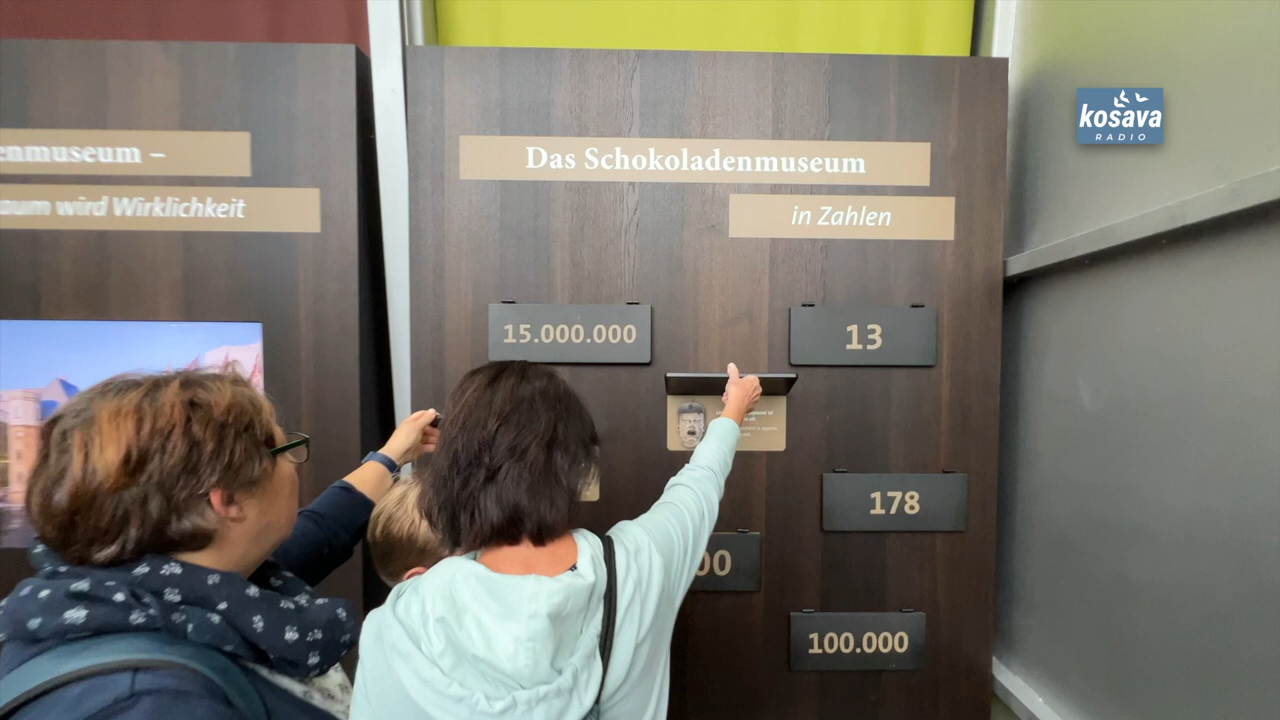 enmuseum –
aum wird Wirklichkeit
Das Schokoladenmuseum
in Zahlen
15.000.000
13
178
00
100.000
kosava
RADIO